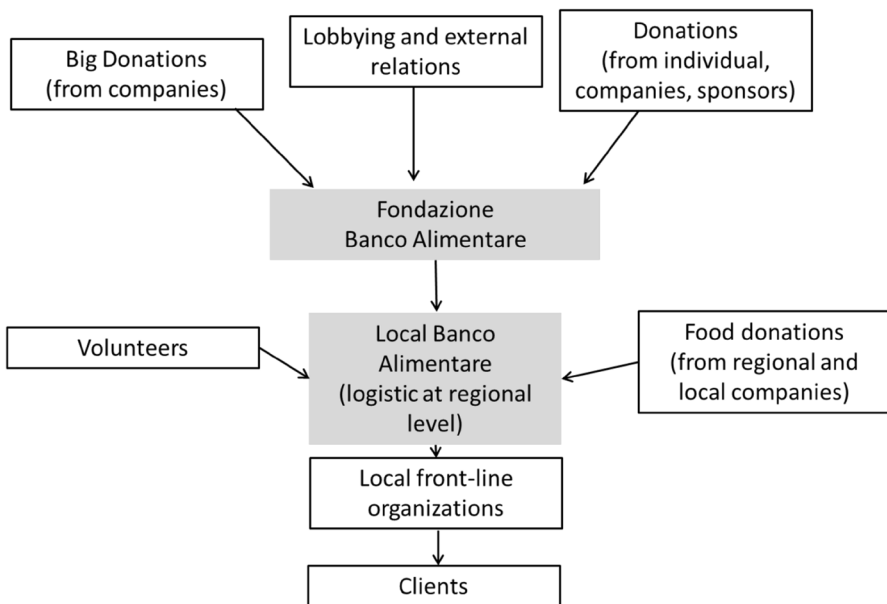 Big Donations
(from companies)
Lobbying and external
relations
Donations
(from individual,
companies, sponsors)
Fondazione
Banco Alimentare
Volunteers
Local Banco
Alimentare
(logistic at regional
level)
Food donations
(from regional and
local companies)
Local front-line
organizations
Clients